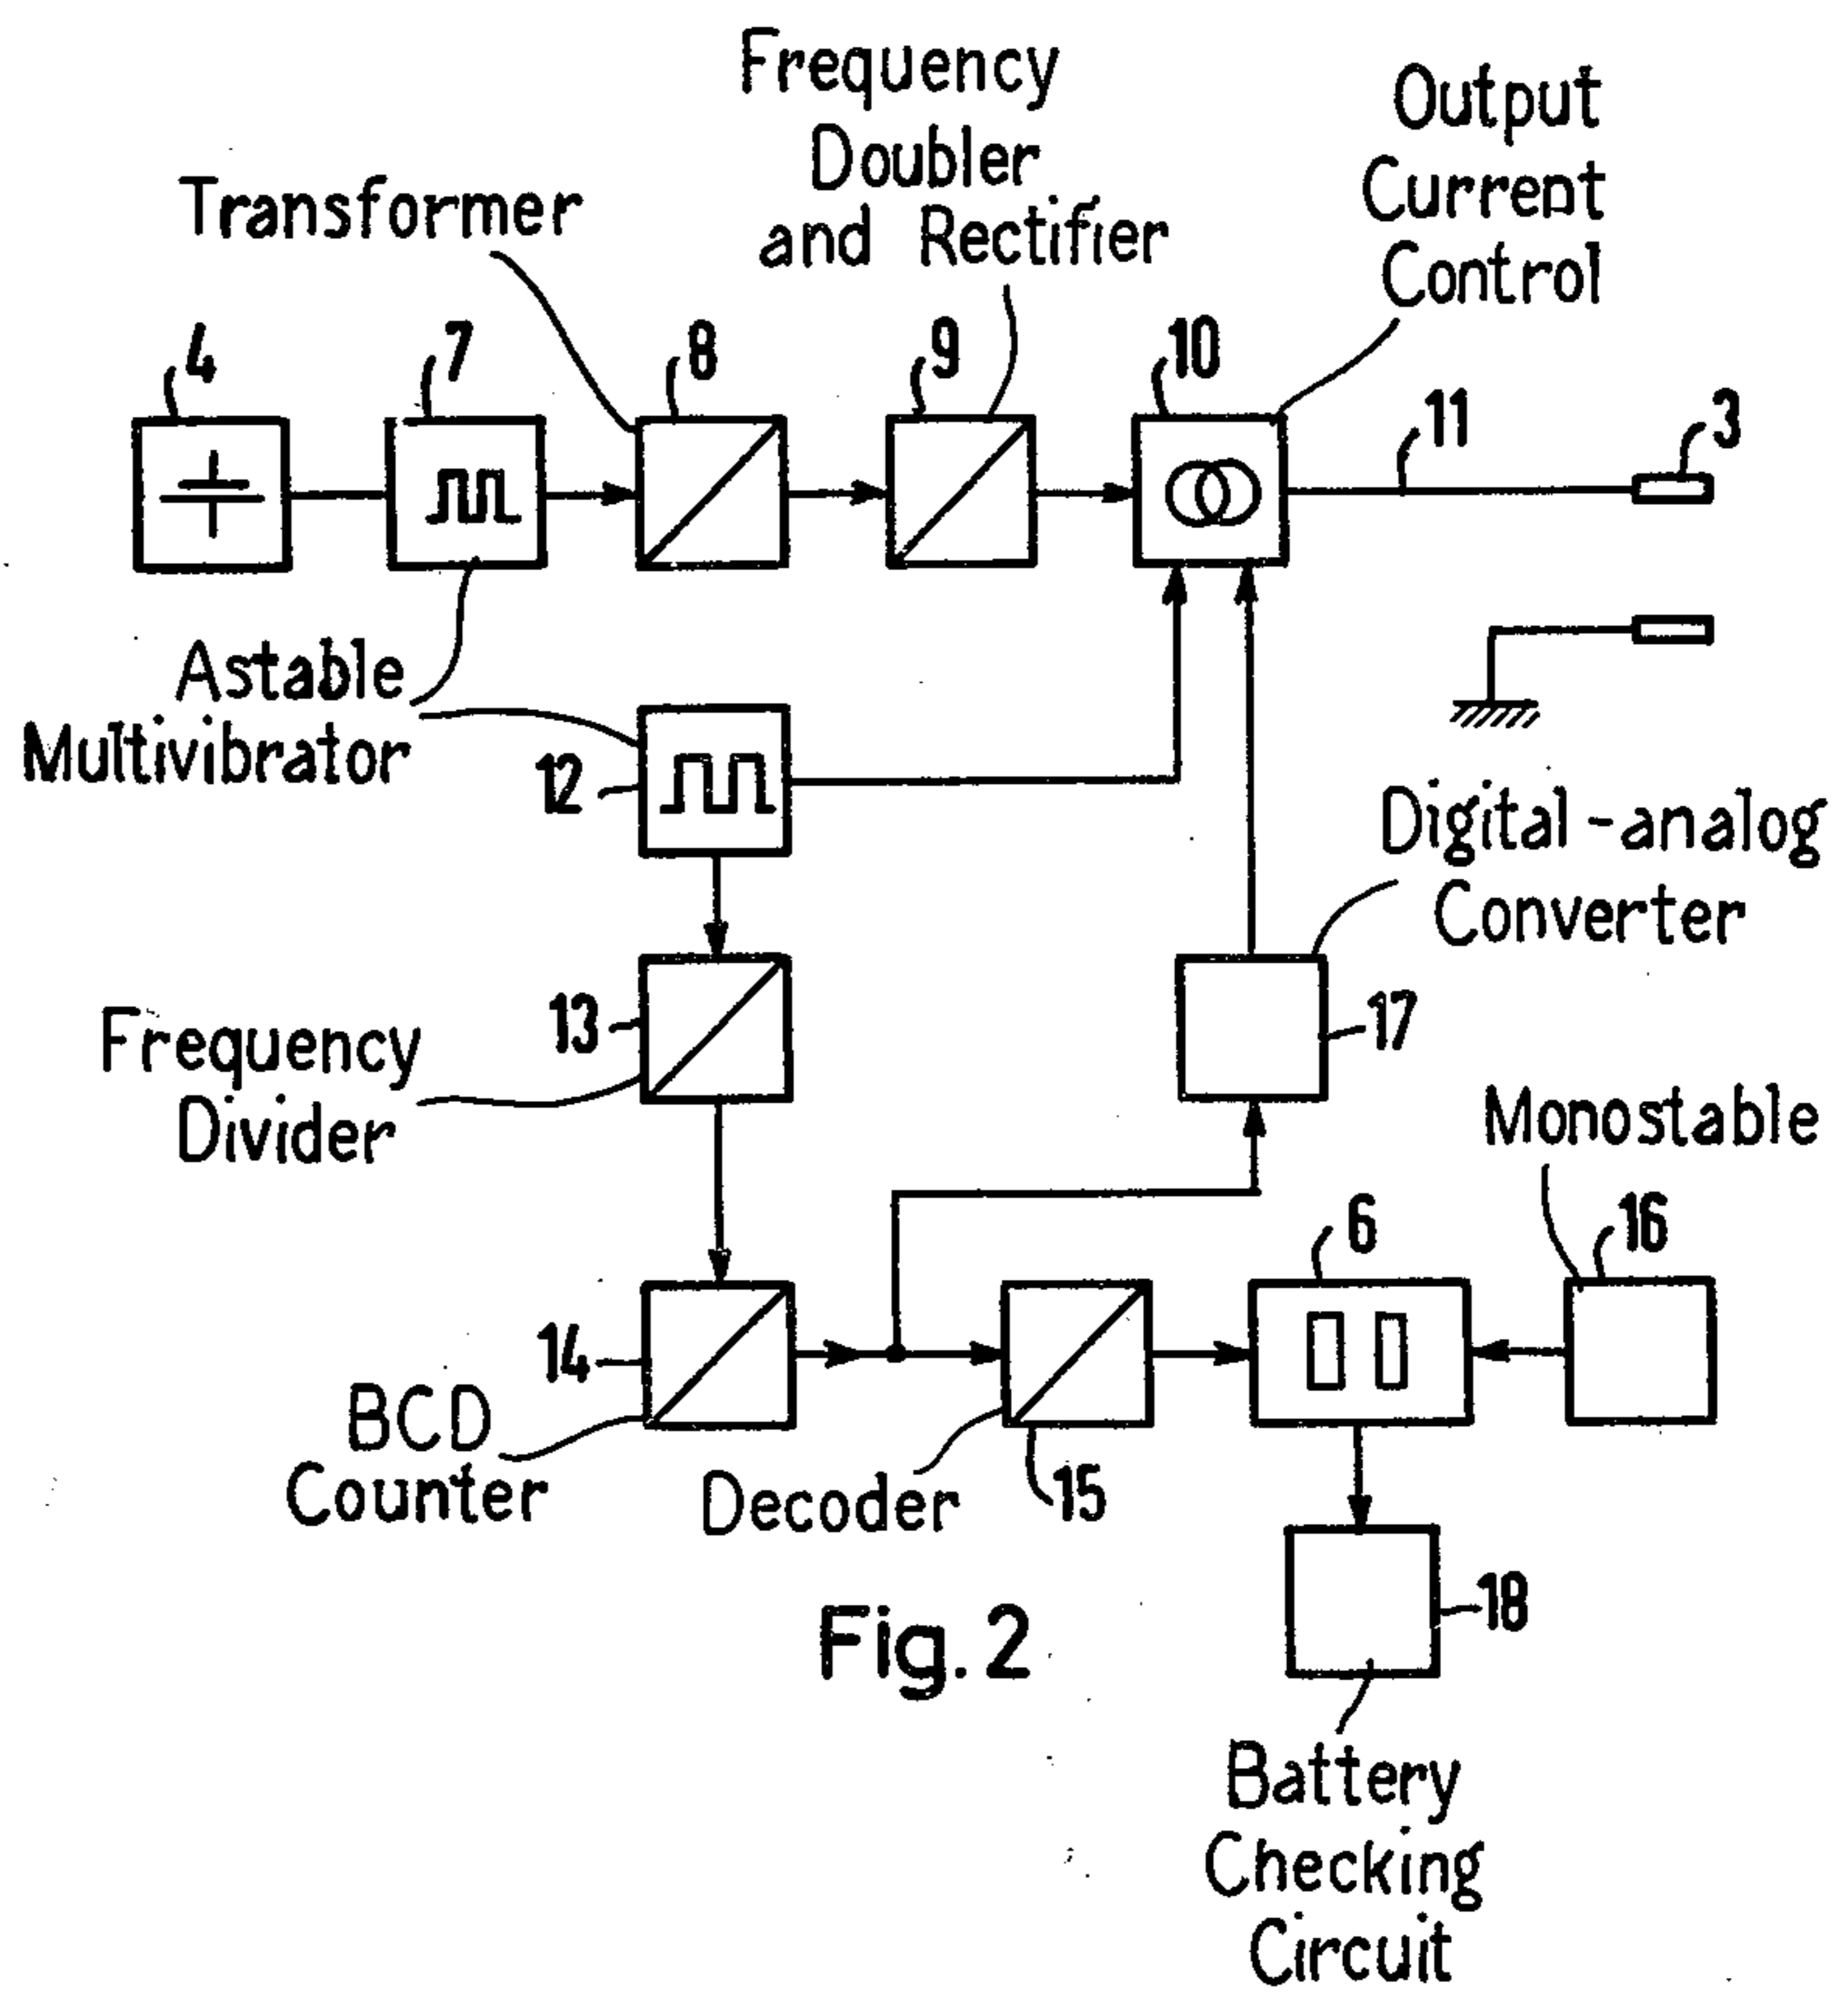 Frequency
Doubler
and Rectifier
Output
Current
Control
Transformer
4
7
8
9
10
11
3
Astable
Multivibrator
12
Digital-analog
Converter
13
17
Frequency
Divider
Monostable
6
16
14
BCD
Counter
Decoder
15
18
Fig. 2
Battery
Checking
Circuit